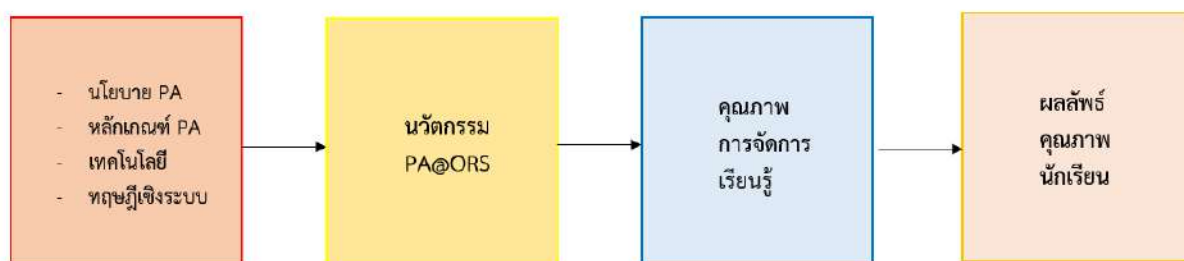 - นโยบาย PA
- หลักเกณฑ์ PA
- เทคโนโลยี
- ทฤษฎีเชิงระบบ
นวัตกรรม
PA@ORS
คุณภาพ
การจัดการ
เรียนรู้
ผลลัพธ์
คุณภาพ
นักเรียน